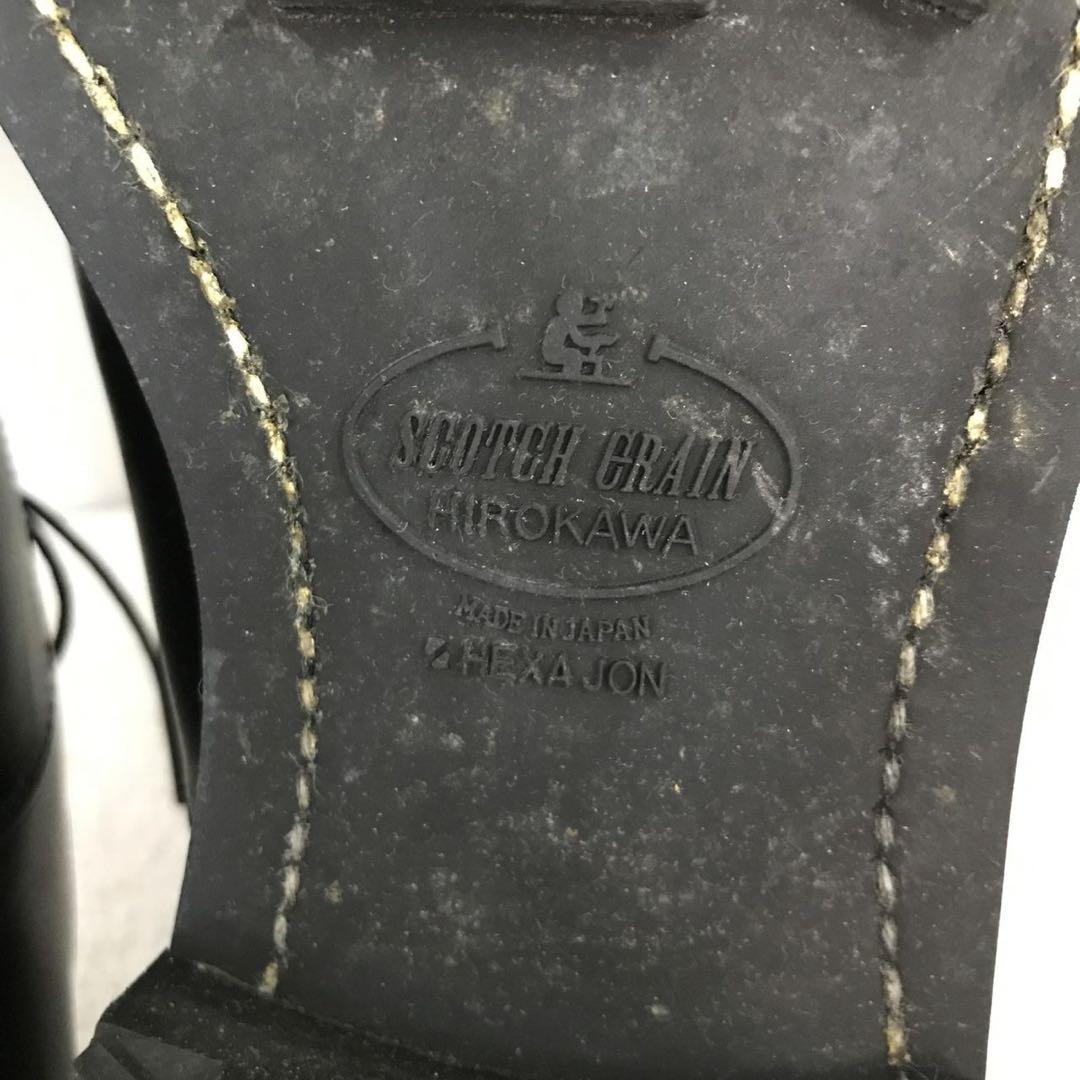 SCOTCH GRAIN
HIROKAWA
MADE IN JAPAN
HEXA JON